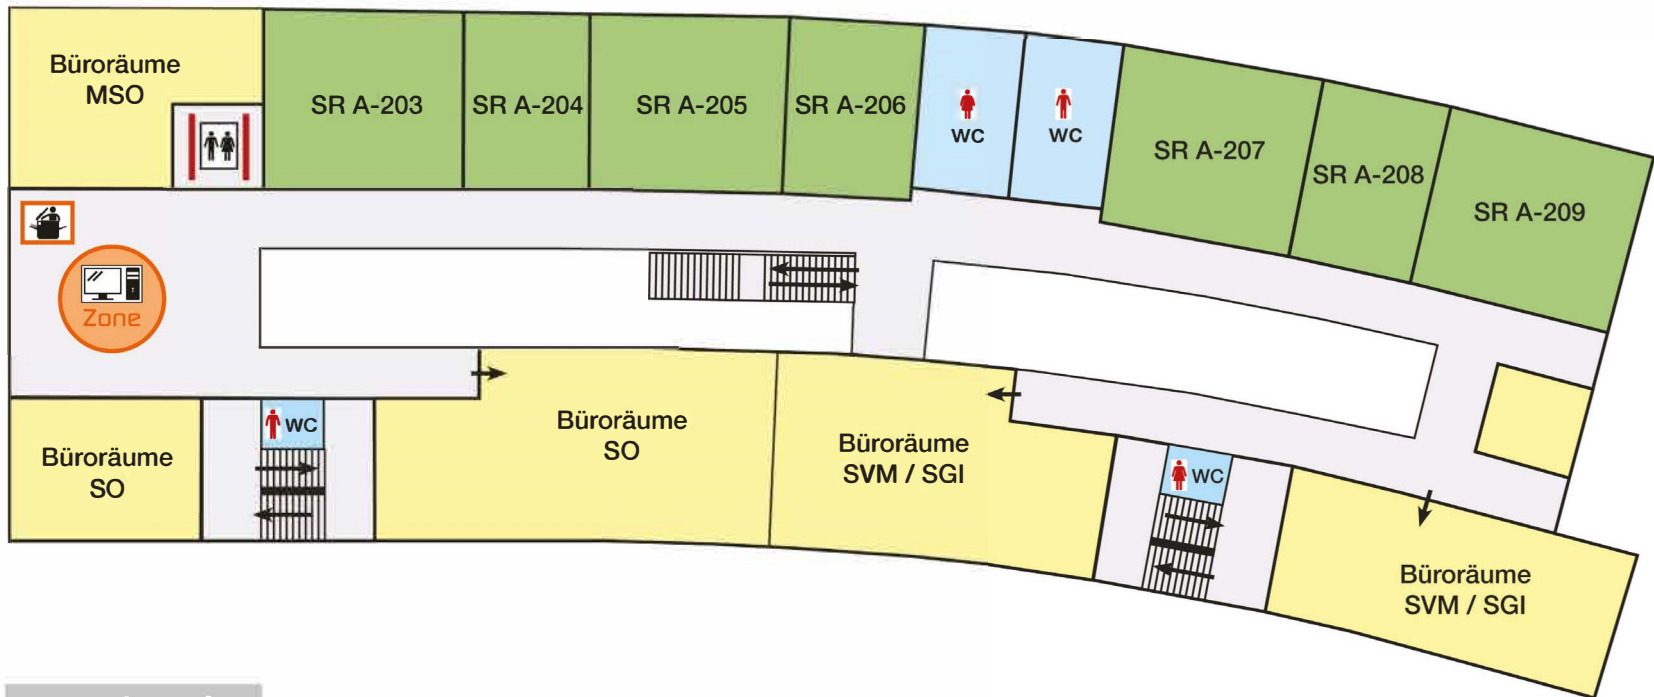 Büroräume
MSO
SR A-203
SR A-204
SR A-205
SR A-206
WC
WC
SR A-207
SR A-208
SR A-209
Zone
Büroräume
SO
WC
Büroräume
SO
Büroräume
SVM / SGI
WC
Büroräume
SVM / SGI